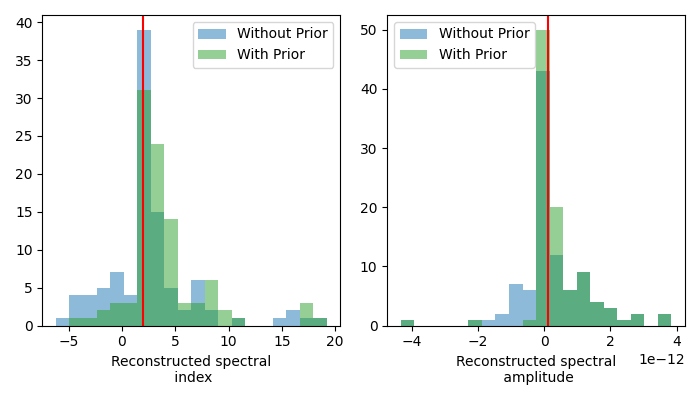 40
35
30
25
20
15
10
5
0
−5
0
5
10
15
20
Without Prior
With Prior
Reconstructed spectral
index
50
40
30
20
10
0
−4
−2
0
2
4
1e−12
Without Prior
With Prior
Reconstructed spectral
amplitude